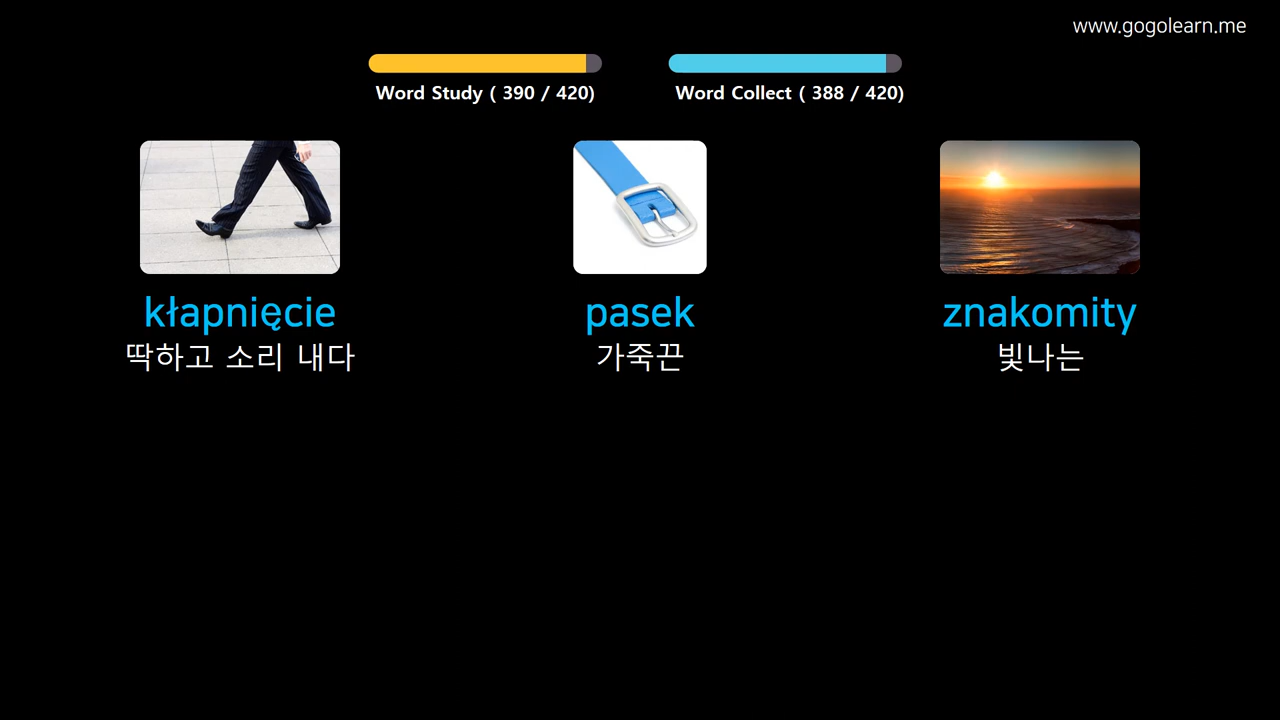 www.gogolearn.me
Word Study ( 390 / 420)
Word Collect ( 388 / 420)
kłapnięcie
딱하고 소리 내다
pasek
가죽끈
znakomity
빛나는